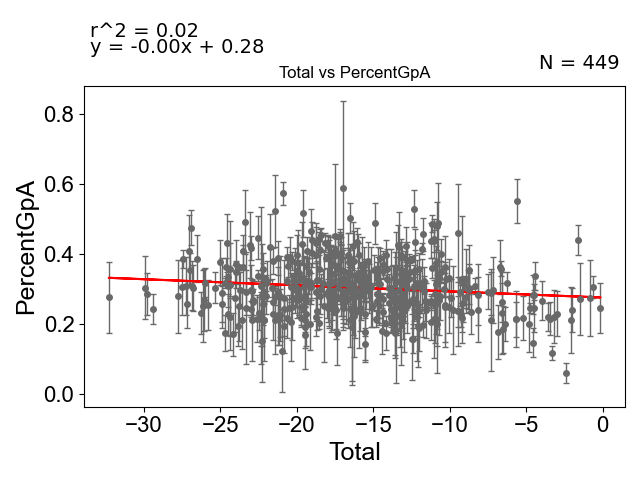 r^2 = 0.02
y = -0.00x + 0.28
N = 449
Total vs PercentGpA
PercentGpA
0.8
0.6
0.4
0.2
0.0
−30
−25
−20
−15
−10
−5
0
Total